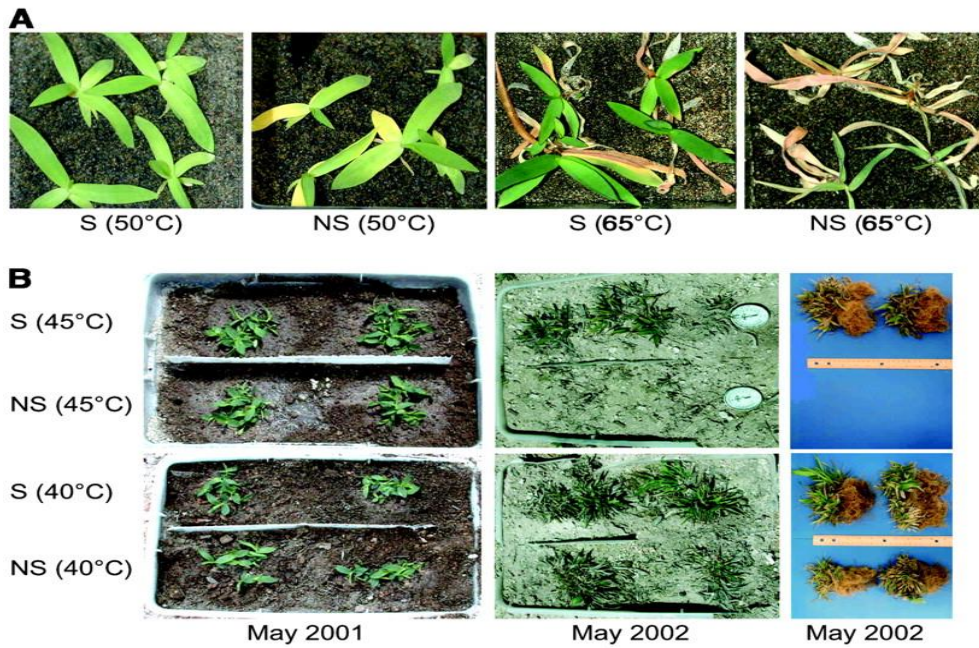 A
S (50°C) NS (50°C) S (65°C) NS (65°C)
B
S (45°C)
NS (45°C)
S (40°C)
NS (40°C)
May 2001 May 2002 May 2002